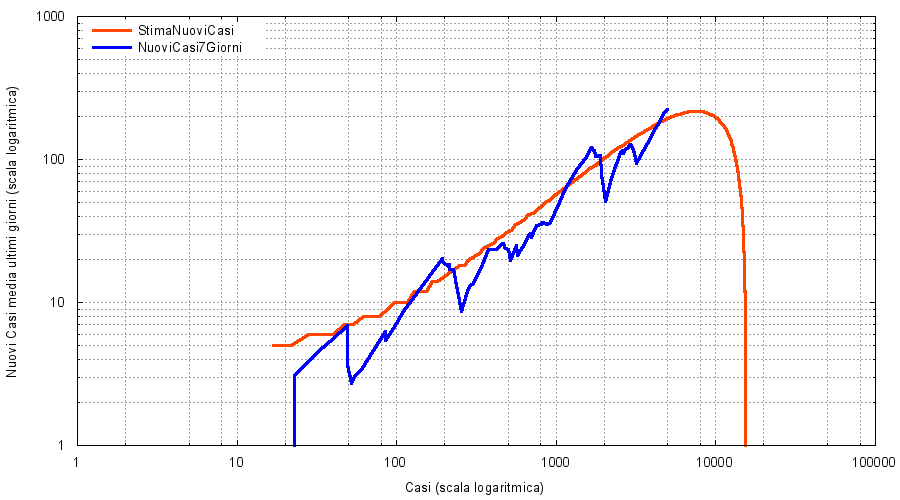 1000
100
10
1
StimaNuoviCasi
NuoviCasi7Giorni
Nuovi Casi media ultimi giorni (scala logaritmica)
1 10 100 1000 10000 100000
Casi (scala logaritmica)